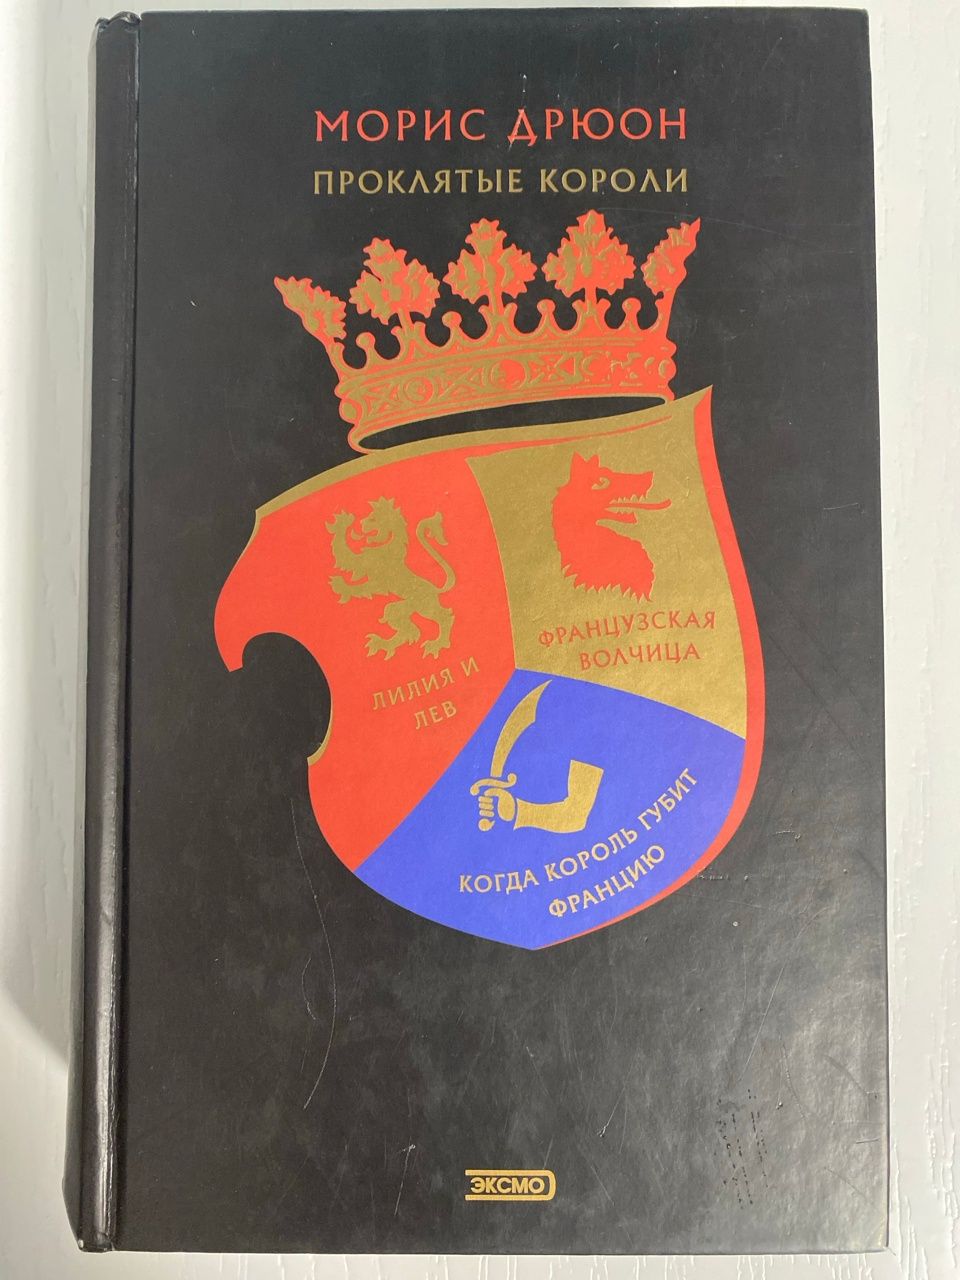 МОРИС ДРЮОН
ПРОКЛЯТЫЕ КОРОЛИ
ЛИЛИЯ И
ЛЕВ
ФРАНЦУЗСКАЯ
ВОЛЧИЦА
КОГДА КОРОЛЬ ГУБИТ
ФРАНЦИЮ
ЭКСМО